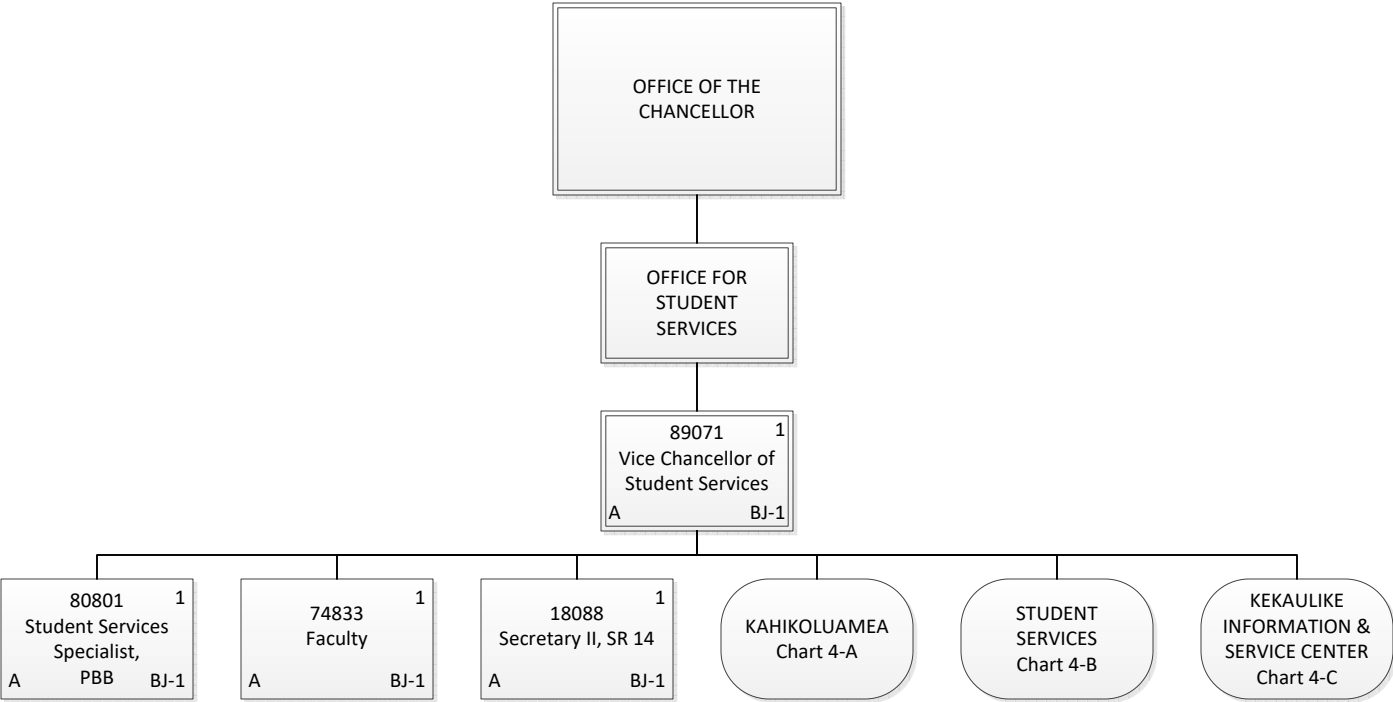 OFFICE OF THE
CHANCELLOR
OFFICE FOR
STUDENT
SERVICES
89071 1
Vice Chancellor of
Student Services
A BJ-1
80801 1
Student Services
Specialist,
PBB
A BJ-1
74833 1
Faculty
A BJ-1
18088 1
Secretary II, SR 14
A BJ-1
KAHIKOLUAMEA
Chart 4-A
STUDENT
SERVICES
Chart 4-B
KEKAULIKE
INFORMATION &
SERVICE CENTER
Chart 4-C